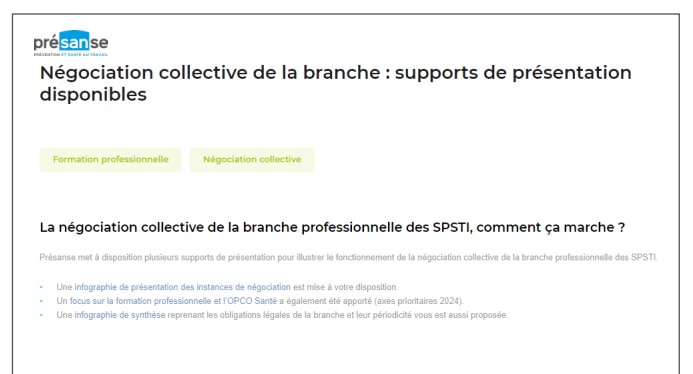 présanse
PRÉVENTION ET SANTÉ AU TRAVAIL
Négociation collective de la branche : supports de présentation
disponibles
Formation professionnelle
Négociation collective
La négociation collective de la branche professionnelle des SPSTI, comment ça marche ?
Présanse met à disposition plusieurs supports de présentation pour illustrer le fonctionnement de la négociation collective de la branche professionnelle des SPSTI.
- Une infographie de présentation des instances de négociation est mise à votre disposition.
- Un focus sur la formation professionnelle et l'OPCO Santé a également été apporté (axes prioritaires 2024).
- Une infographie de synthèse reprenant les obligations légales de la branche et leur périodicité vous est aussi proposée.